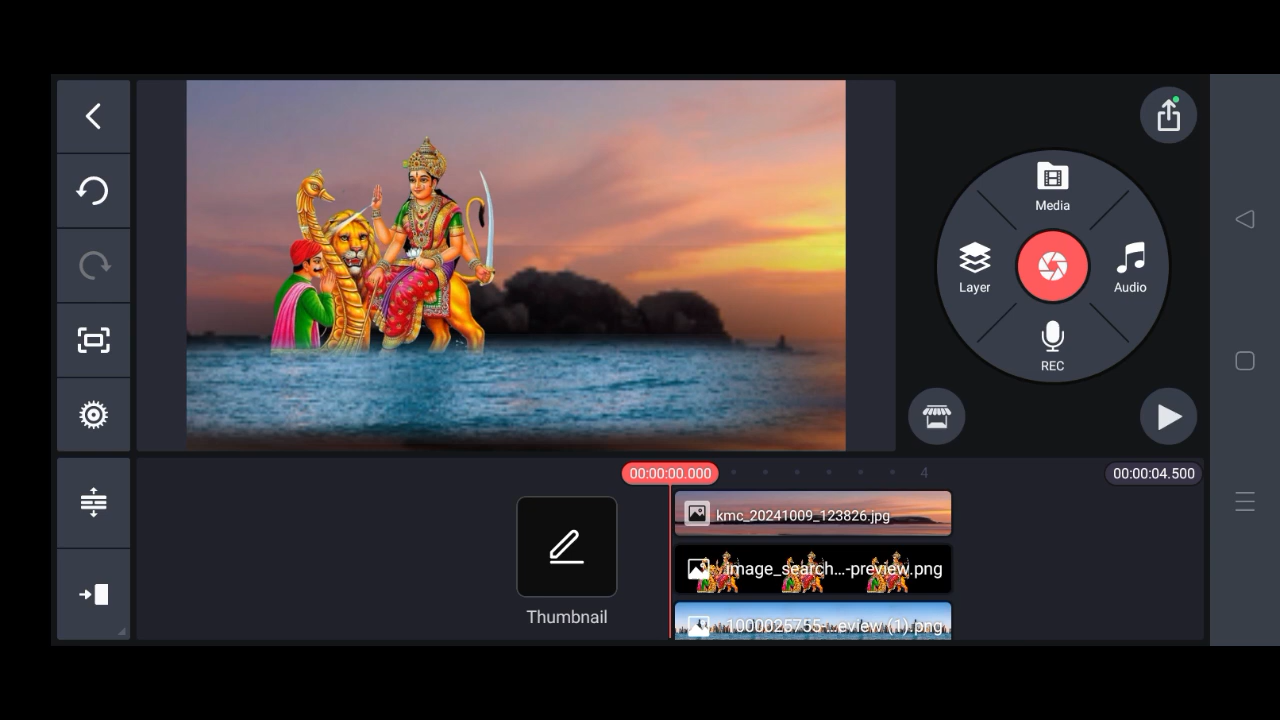 Media
Layer
Audio
REC
00:00:00.000
4
00:00:04.500
kmc_20241009_123826.jpg
image_search...-preview.png
1000025755-...eview (1).png
Thumbnail